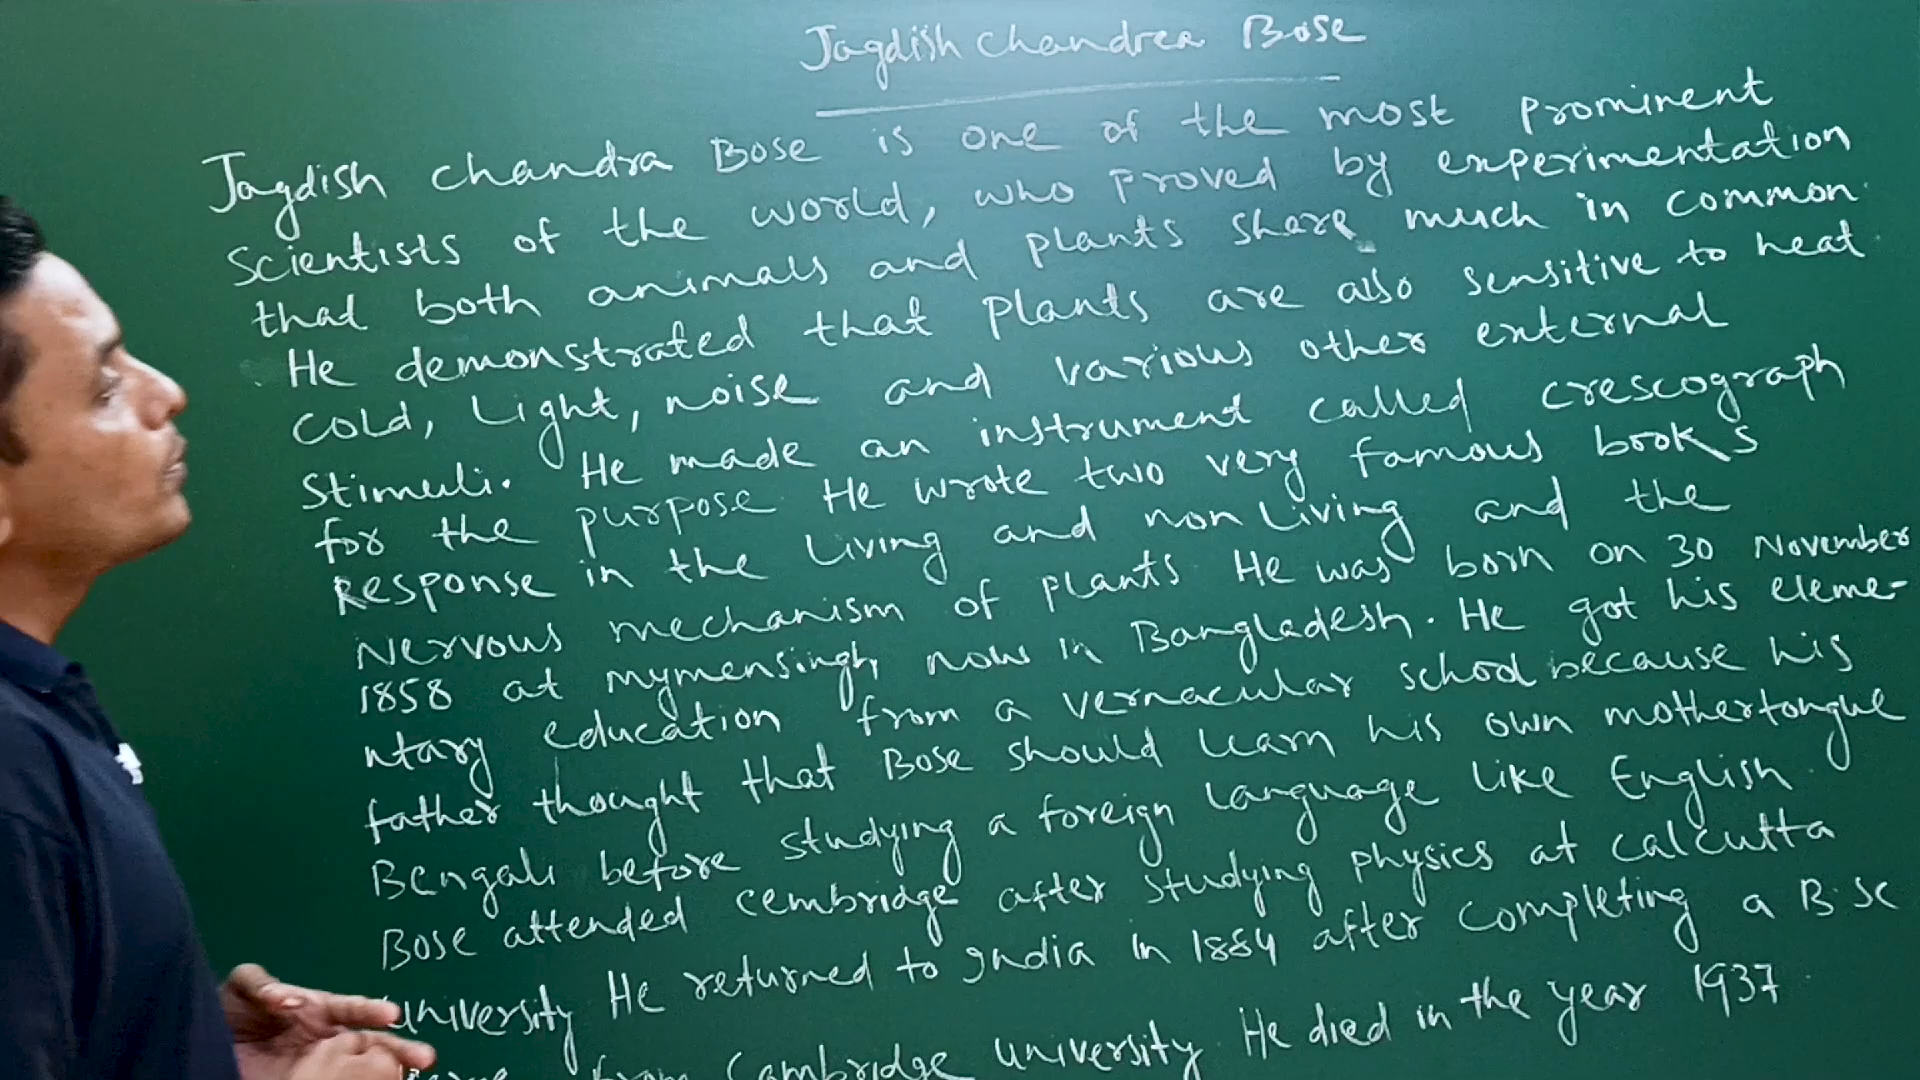 Jagdish Chandra Bose
Jagdish Chandra Bose is one of the most prominent
Scientists of the world, who proved by experimentation
that both animals and plants share much in common.
He demonstrated that plants are also sensitive to heat
cold, Light, noise and various other external
Stimuli. He made an instrument called crescograph
for the purpose He wrote two very famous books
Response in the Living and non Living and the
Nervous mechanism of plants He was born on 30 November
1858 at mymensingh, now in Bangladesh. He got his eleme-
ntary education from a vernacular school because his
father thought that Bose should learn his own mothertongue
Bengali before studying a foreign language like English.
Bose attended cembridge after studying physics at calcutta
university He returned to India in 1884 after completing a B.Sc
from Cambridge university. He died in the year 1937.